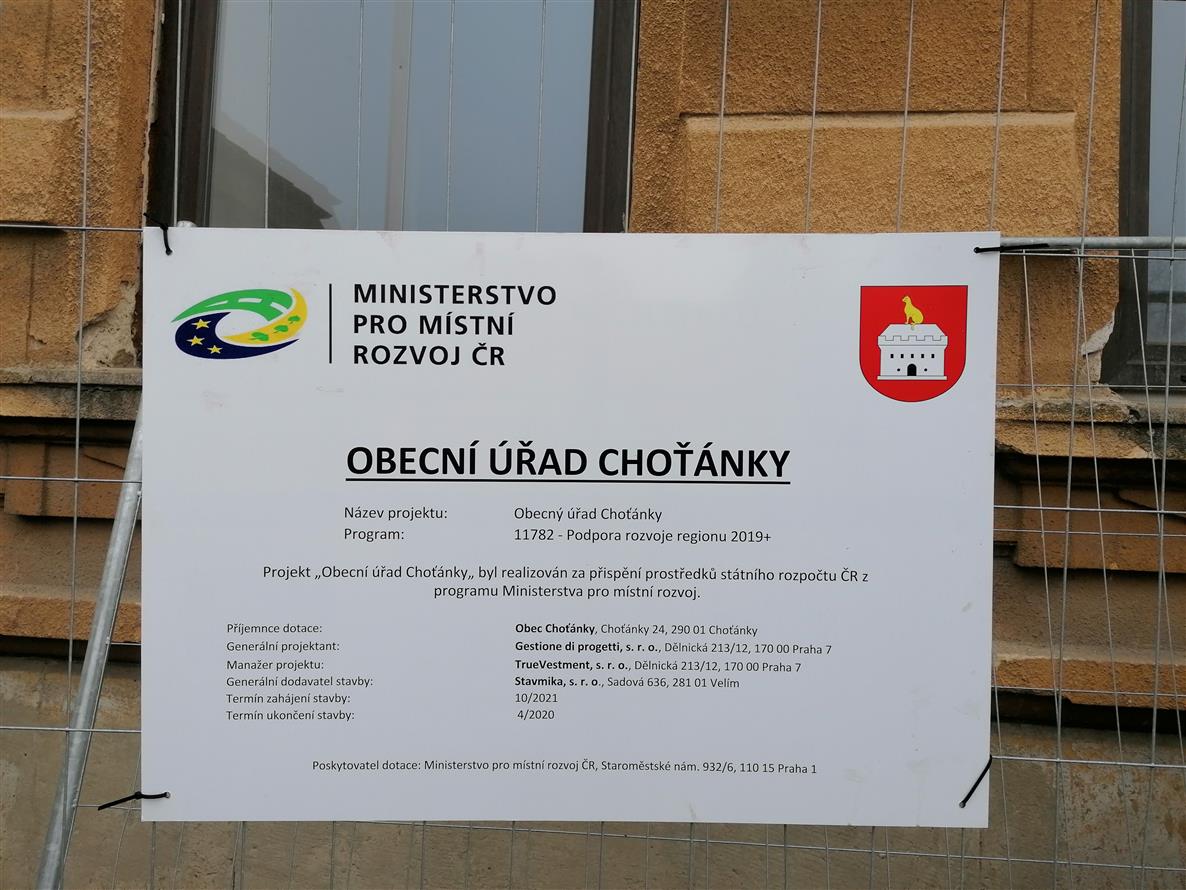 MINISTERSTVO
PRO MÍSTNÍ
ROZVOJ ČR
OBECNÍ ÚŘAD CHOŤÁNKY
Název projektu: Obecný úřad Choťánky
Program: 11782 - Podpora rozvoje regionu 2019+
Projekt „Obecní úřad Choťánky„ byl realizován za přispění prostředků státního rozpočtu ČR z
programu Ministerstva pro místní rozvoj.
Příjemnce dotace: Obec Choťánky, Choťánky 24, 290 01 Choťánky
Generální projektant: Gestione di progetti, s. r. o., Dělnická 213/12, 170 00 Praha 7
Manažer projektu: TrueVestment, s. r. o., Dělnická 213/12, 170 00 Praha 7
Generální dodavatel stavby: Stavmika, s. r. o., Sadová 636, 281 01 Velím
Termín zahájení stavby: 10/2021
Termín ukončení stavby: 4/2020
Poskytovatel dotace: Ministerstvo pro místní rozvoj ČR, Staroměstské nám. 932/6, 110 15 Praha 1